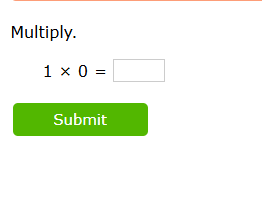 Multiply.
1 × 0 =
Submit